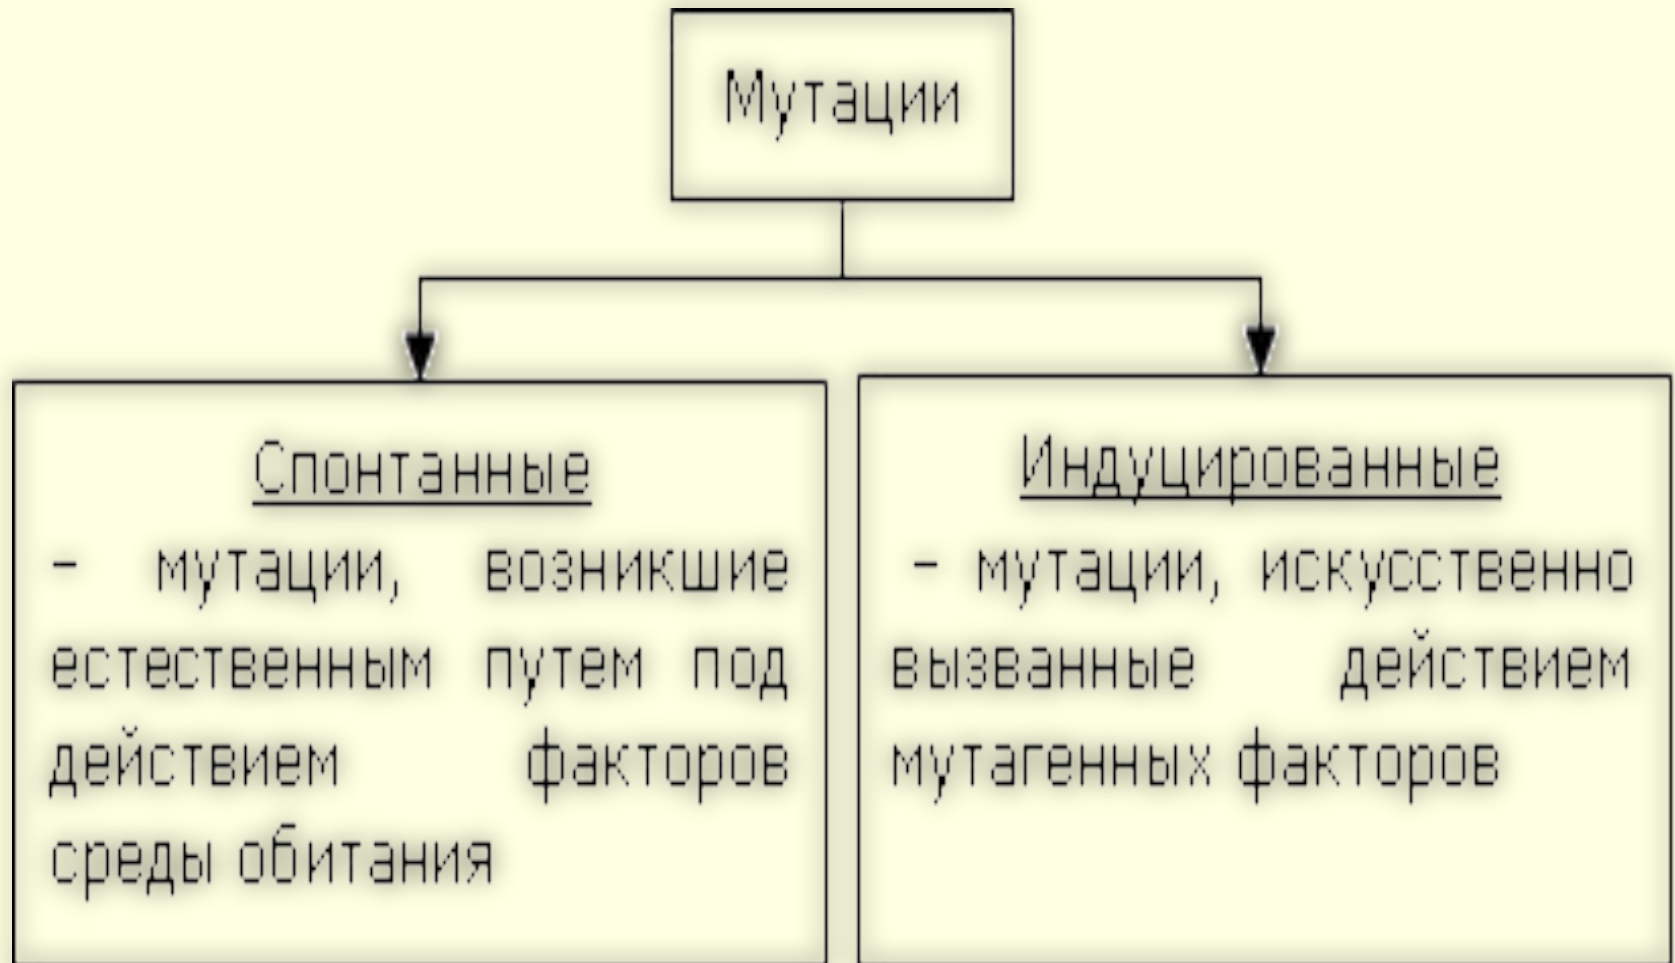 Мутации
Спонтанные
- мутации, возникшие
естественным путем под
действием факторов
среды обитания
Индуцированные
- мутации, искусственно
вызванные действием
мутагенных факторов